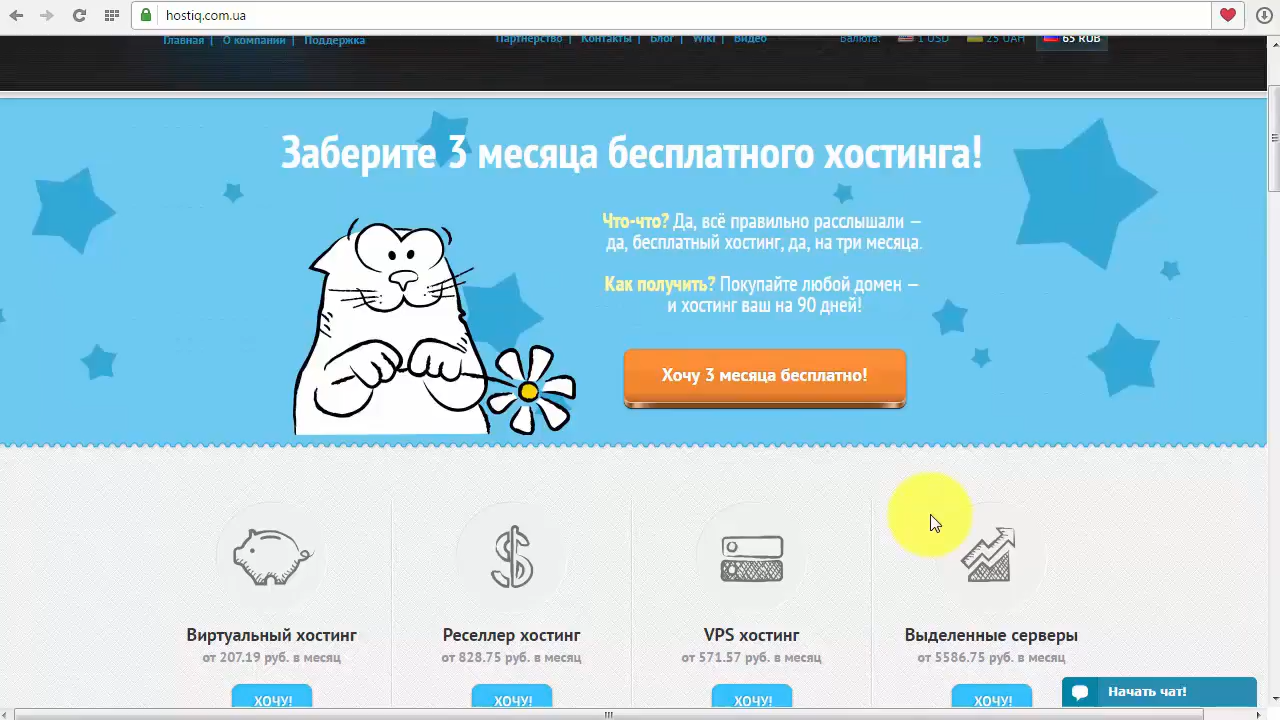 hostiq.com.ua
Главная | О компании | Поддержка
Партнерство | Контакты | Блог | Wiki | Видео
Валюта: 1 USD 25 UAH 65 RUB
Заберите 3 месяца бесплатного хостинга!
Что-что? Да, всё правильно расслышали —
да, бесплатный хостинг, да, на три месяца.
Как получить? Покупайте любой домен —
и хостинг ваш на 90 дней!
Хочу 3 месяца бесплатно!
Виртуальный хостинг
от 207.19 руб. в месяц
ХОЧУ!
Реселлер хостинг
от 828.75 руб. в месяц
ХОЧУ!
VPS хостинг
от 571.57 руб. в месяц
ХОЧУ!
Выделенные серверы
от 5586.75 руб. в месяц
ХОЧУ!
Начать чат!